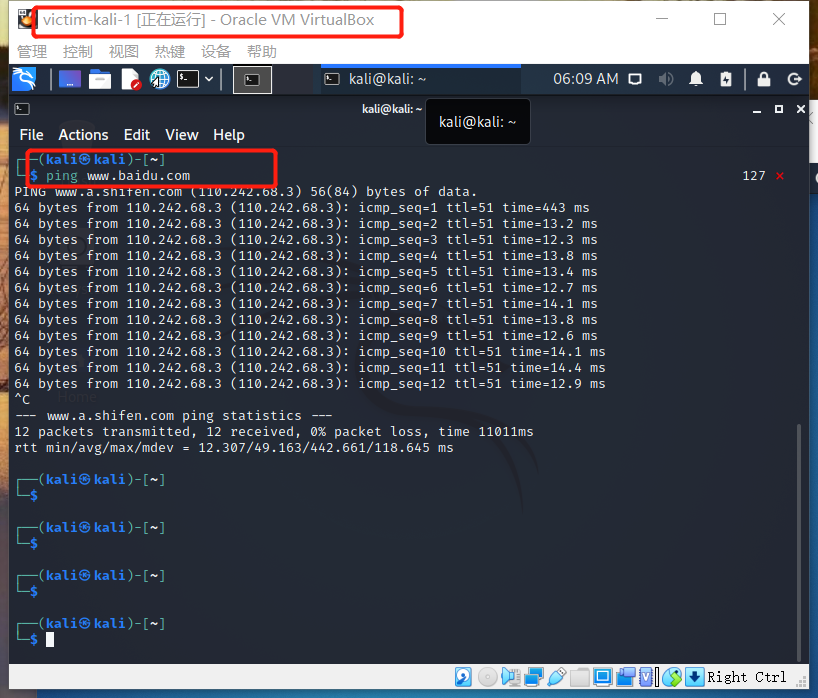 victim-kali-1 [正在运行] - Oracle VM VirtualBox
管理 控制 视图 热键 设备 帮助
kali@kali: ~ 06:09 AM
kali@kali: ~
kali@kali: ~
File Actions Edit View Help
┌──(kali㉿kali)-[~]
└─$ ping www.baidu.com 127 ×
PING www.a.shifen.com (110.242.68.3) 56(84) bytes of data.
64 bytes from 110.242.68.3 (110.242.68.3): icmp_seq=1 ttl=51 time=443 ms
64 bytes from 110.242.68.3 (110.242.68.3): icmp_seq=2 ttl=51 time=13.2 ms
64 bytes from 110.242.68.3 (110.242.68.3): icmp_seq=3 ttl=51 time=12.3 ms
64 bytes from 110.242.68.3 (110.242.68.3): icmp_seq=4 ttl=51 time=13.8 ms
64 bytes from 110.242.68.3 (110.242.68.3): icmp_seq=5 ttl=51 time=13.4 ms
64 bytes from 110.242.68.3 (110.242.68.3): icmp_seq=6 ttl=51 time=12.7 ms
64 bytes from 110.242.68.3 (110.242.68.3): icmp_seq=7 ttl=51 time=14.1 ms
64 bytes from 110.242.68.3 (110.242.68.3): icmp_seq=8 ttl=51 time=13.8 ms
64 bytes from 110.242.68.3 (110.242.68.3): icmp_seq=9 ttl=51 time=12.6 ms
64 bytes from 110.242.68.3 (110.242.68.3): icmp_seq=10 ttl=51 time=14.1 ms
64 bytes from 110.242.68.3 (110.242.68.3): icmp_seq=11 ttl=51 time=14.4 ms
64 bytes from 110.242.68.3 (110.242.68.3): icmp_seq=12 ttl=51 time=12.9 ms
^C
Home
--- www.a.shifen.com ping statistics ---
12 packets transmitted, 12 received, 0% packet loss, time 11011ms
rtt min/avg/max/mdev = 12.307/49.163/442.661/118.645 ms
┌──(kali㉿kali)-[~]
└─$
┌──(kali㉿kali)-[~]
└─$
┌──(kali㉿kali)-[~]
└─$
┌──(kali㉿kali)-[~]
└─$
Right Ctrl